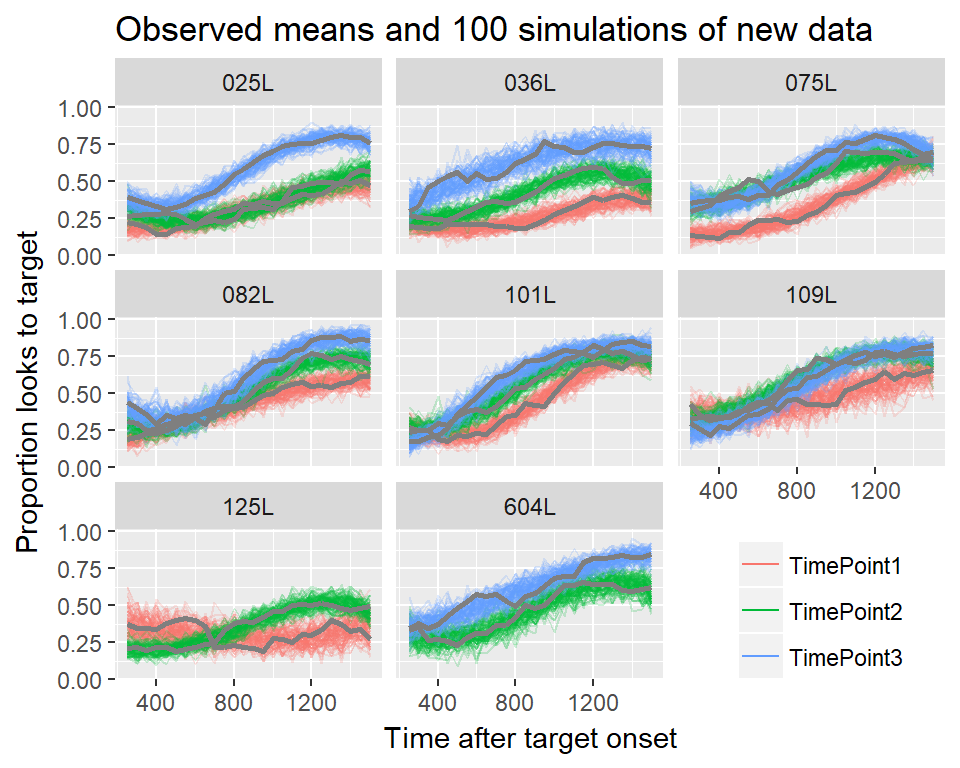 Observed means and 100 simulations of new data
025L 036L 075L
1.00
0.75
0.50
0.25
0.00
082L 101L 109L
1.00
0.75
0.50
0.25
0.00
400 800 1200
125L 604L
1.00
0.75
0.50
0.25
0.00
400 800 1200 400 800 1200
Proportion looks to target
Time after target onset
TimePoint1
TimePoint2
TimePoint3